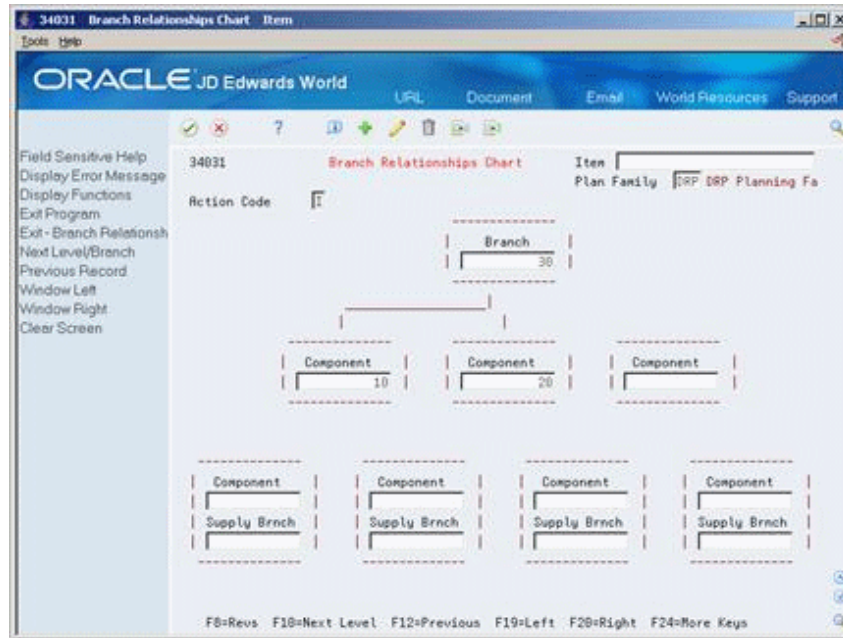 34031 Branch Relationships Chart Item
Tools Help
ORACLE JD Edwards World
URL Document Email World Resources Support
?
Field Sensitive Help
Display Error Message
Display Functions
Exit Program
Exit - Branch Relationsh
Next Level/Branch
Previous Record
Window Left
Window Right
Clear Screen
34031 Branch Relationships Chart Item
Plan Family DRP DRP Planning Fa
Action Code I
Branch
30
Component Component Component
10 20
Component Component Component Component
Supply Brnch Supply Brnch Supply Brnch Supply Brnch
F8=Revs F18=Next Level F12=Previous F19=Left F20=Right F24=More Keys